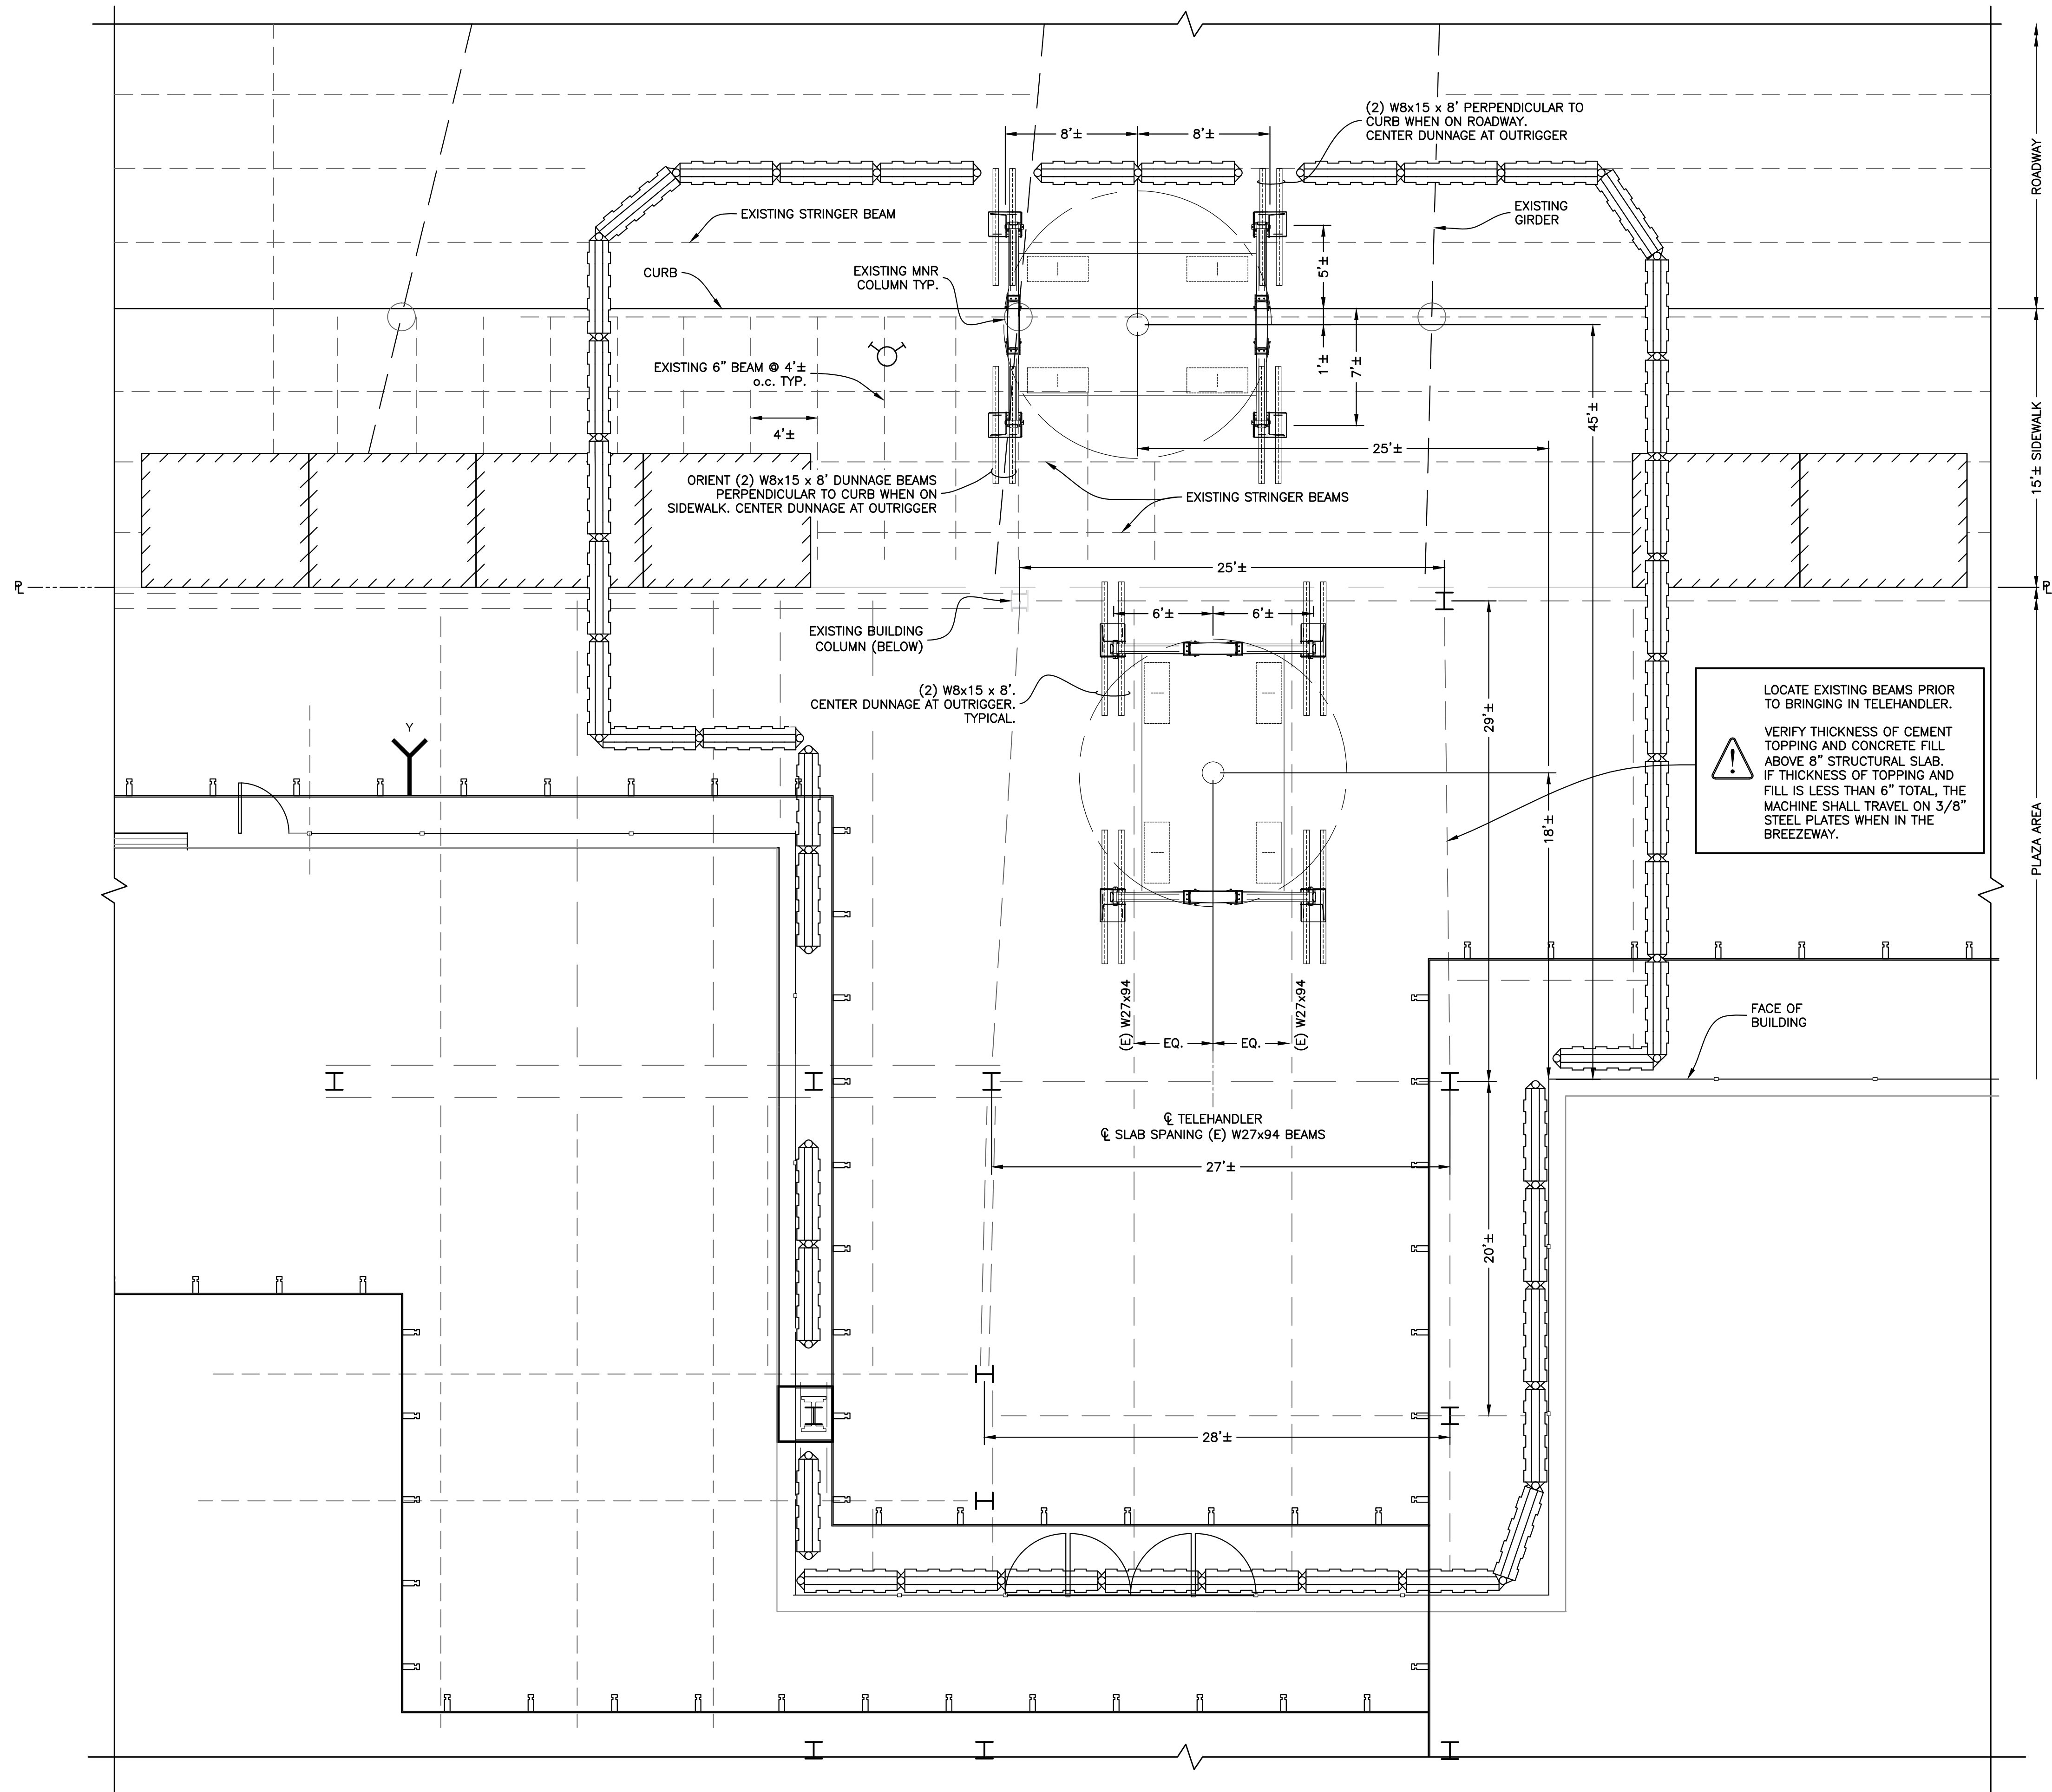 8'±
8'±
(2) W8x15 x 8' PERPENDICULAR TO
CURB WHEN ON ROADWAY.
CENTER DUNNAGE AT OUTRIGGER
ROADWAY
EXISTING STRINGER BEAM
EXISTING
GIRDER
CURB
EXISTING MNR
COLUMN TYP.
5'±
1'±
7'±
EXISTING 6" BEAM @ 4'±
o.c. TYP.
4'±
45'±
15'± SIDEWALK
25'±
ORIENT (2) W8x15 x 8' DUNNAGE BEAMS
PERPENDICULAR TO CURB WHEN ON
SIDEWALK. CENTER DUNNAGE AT OUTRIGGER
EXISTING STRINGER BEAMS
25'±
PL
PL
6'±
6'±
EXISTING BUILDING
COLUMN (BELOW)
(2) W8x15 x 8'.
CENTER DUNNAGE AT OUTRIGGER.
TYPICAL.
29'±
Y
18'±
LOCATE EXISTING BEAMS PRIOR
TO BRINGING IN TELEHANDLER.
VERIFY THICKNESS OF CEMENT
TOPPING AND CONCRETE FILL
ABOVE 8" STRUCTURAL SLAB.
IF THICKNESS OF TOPPING AND
FILL IS LESS THAN 6" TOTAL, THE
MACHINE SHALL TRAVEL ON 3/8"
STEEL PLATES WHEN IN THE
BREEZEWAY.
!
PLAZA AREA
(E) W27x94
(E) W27x94
EQ.
EQ.
FACE OF
BUILDING
CL TELEHANDLER
CL SLAB SPANING (E) W27x94 BEAMS
27'±
20'±
28'±